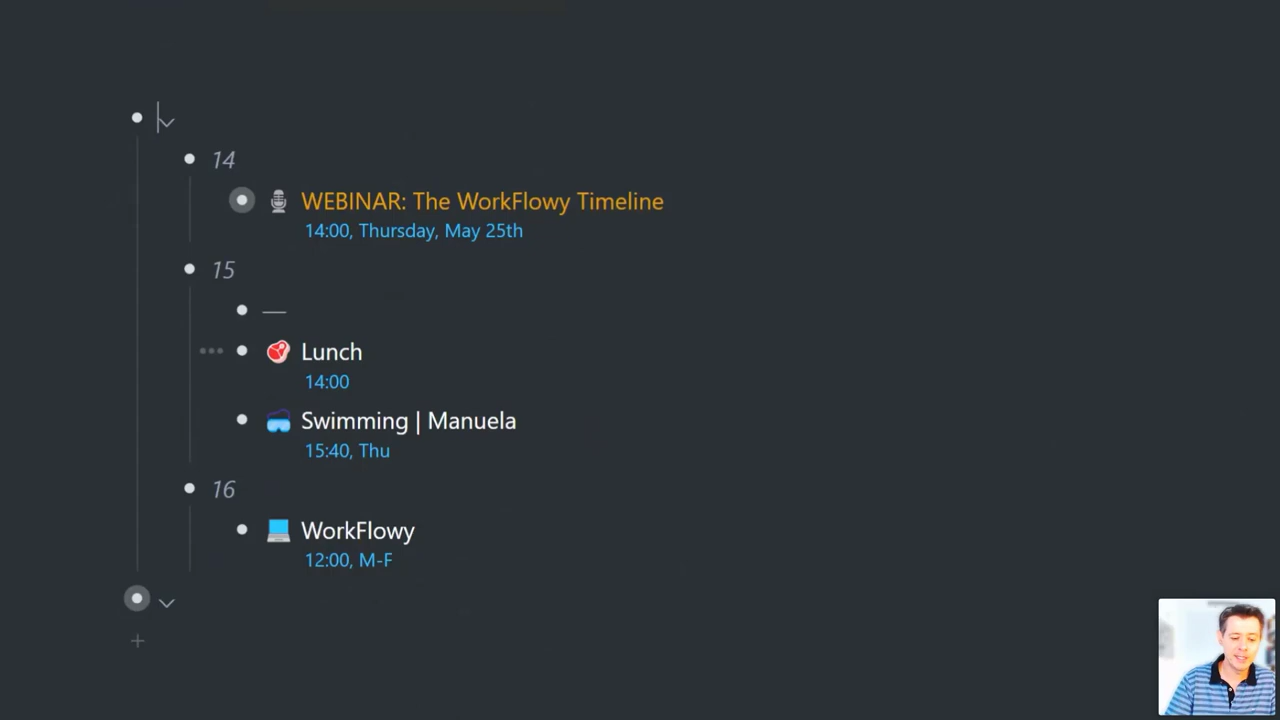 14
WEBINAR: The WorkFlowy Timeline
14:00, Thursday, May 25th
15
—
Lunch
14:00
Swimming | Manuela
15:40, Thu
16
WorkFlowy
12:00, M-F